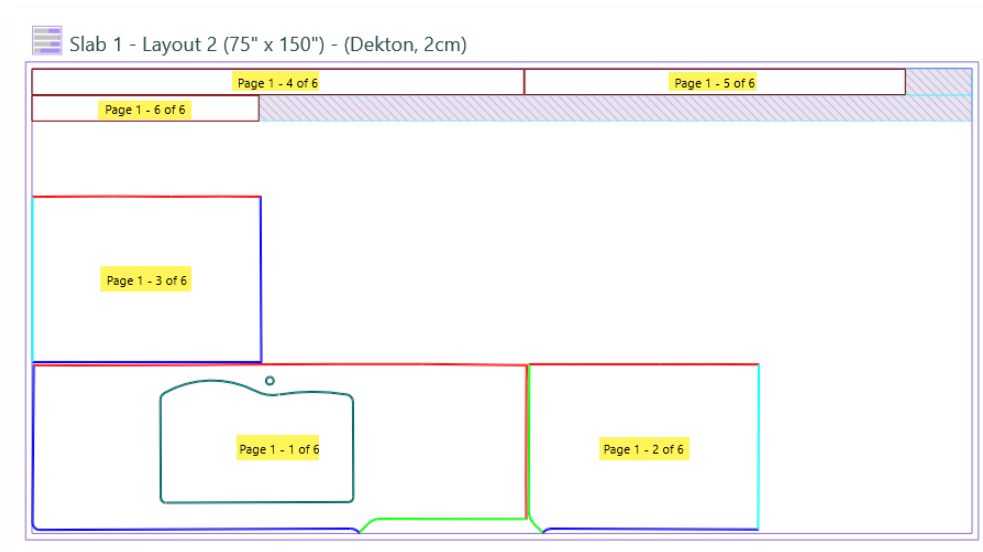 Slab 1 - Layout 2 (75" x 150") - (Dekton, 2cm)
Page 1 - 4 of 6
Page 1 - 5 of 6
Page 1 - 6 of 6
Page 1 - 3 of 6
Page 1 - 1 of 6
Page 1 - 2 of 6